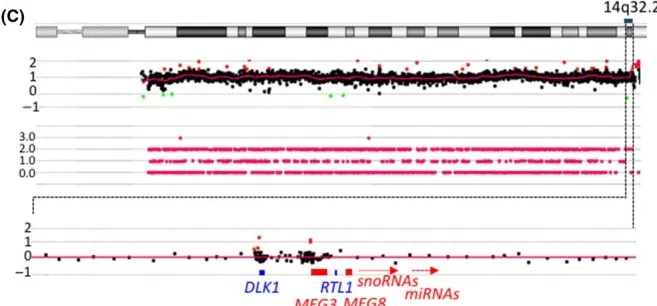 (C)
14q32.2
2
1
0
−1
3.0
2.0
1.0
0.0
2
1
0
−1
DLK1
RTL1
snoRNAs
miRNAs
MEG3 MEG8